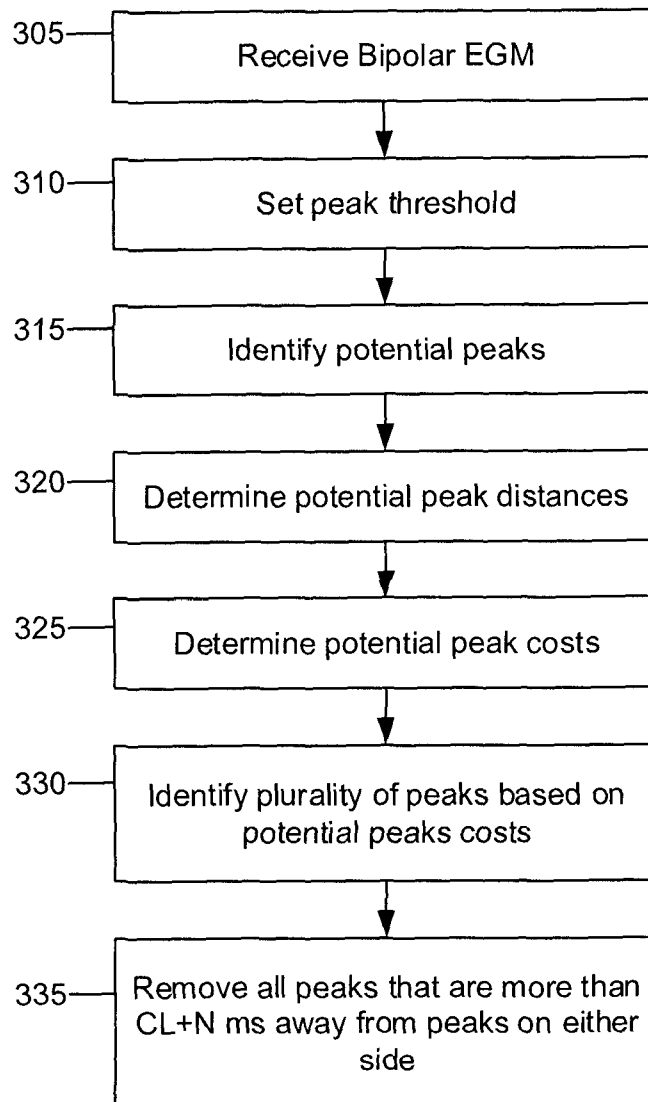 305
Receive Bipolar EGM
310
Set peak threshold
315
Identify potential peaks
320
Determine potential peak distances
325
Determine potential peak costs
330
Identify plurality of peaks based on
potential peaks costs
335
Remove all peaks that are more than
CL+N ms away from peaks on either
side